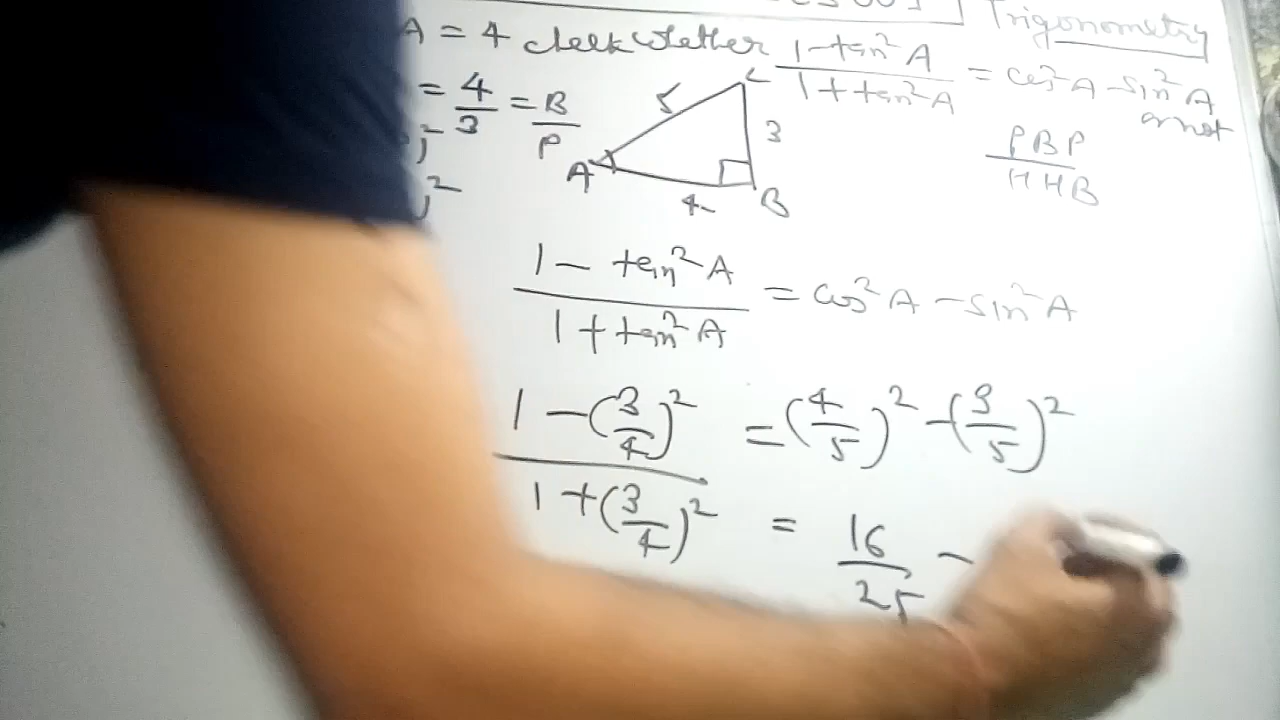 Trigonometry
A = 4 check whether (1 - tan²A)/(1 + tan²A) = cos²A - sin²A
or not
= 4/3 = B/P
)²
)²
C
5
3
A
4
B
PBP
HHB
(1 - tan²A)/(1 + tan²A) = cos²A - sin²A
(1 - (3/4)²)/(1 + (3/4)²) = (4/5)² - (3/5)²
= 16/25 -